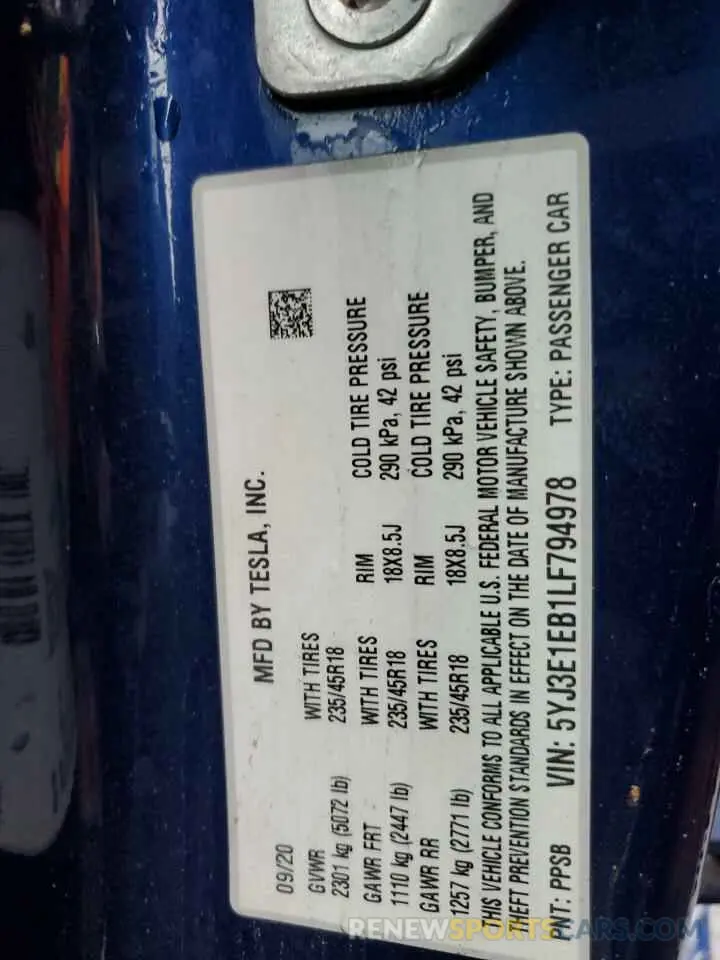 MFD BY TESLA, INC.
09/20
GVWR WITH TIRES
2301 kg (5072 lb) 235/45R18
GAWR FRT WITH TIRES RIM COLD TIRE PRESSURE
1110 kg (2447 lb) 235/45R18 18X8.5J 290 kPa, 42 psi
GAWR RR WITH TIRES RIM COLD TIRE PRESSURE
1257 kg (2771 lb) 235/45R18 18X8.5J 290 kPa, 42 psi
THIS VEHICLE CONFORMS TO ALL APPLICABLE U.S. FEDERAL MOTOR VEHICLE SAFETY, BUMPER, AND
THEFT PREVENTION STANDARDS IN EFFECT ON THE DATE OF MANUFACTURE SHOWN ABOVE.
PNT: PPSB VIN: 5YJ3E1EB1LF794978 TYPE: PASSENGER CAR
RENEWSPORTSCARS.COM